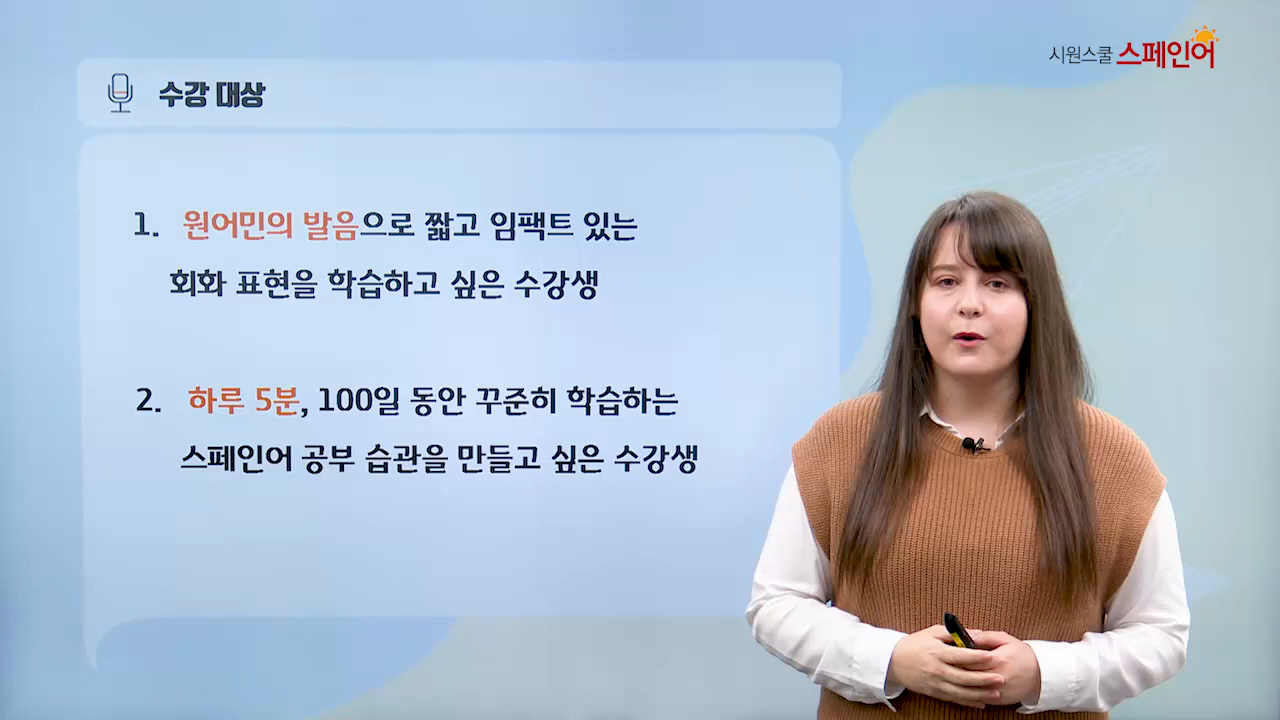 시원스쿨 스페인어
수강 대상
1. 원어민의 발음으로 짧고 임팩트 있는
회화 표현을 학습하고 싶은 수강생
2. 하루 5분, 100일 동안 꾸준히 학습하는
스페인어 공부 습관을 만들고 싶은 수강생